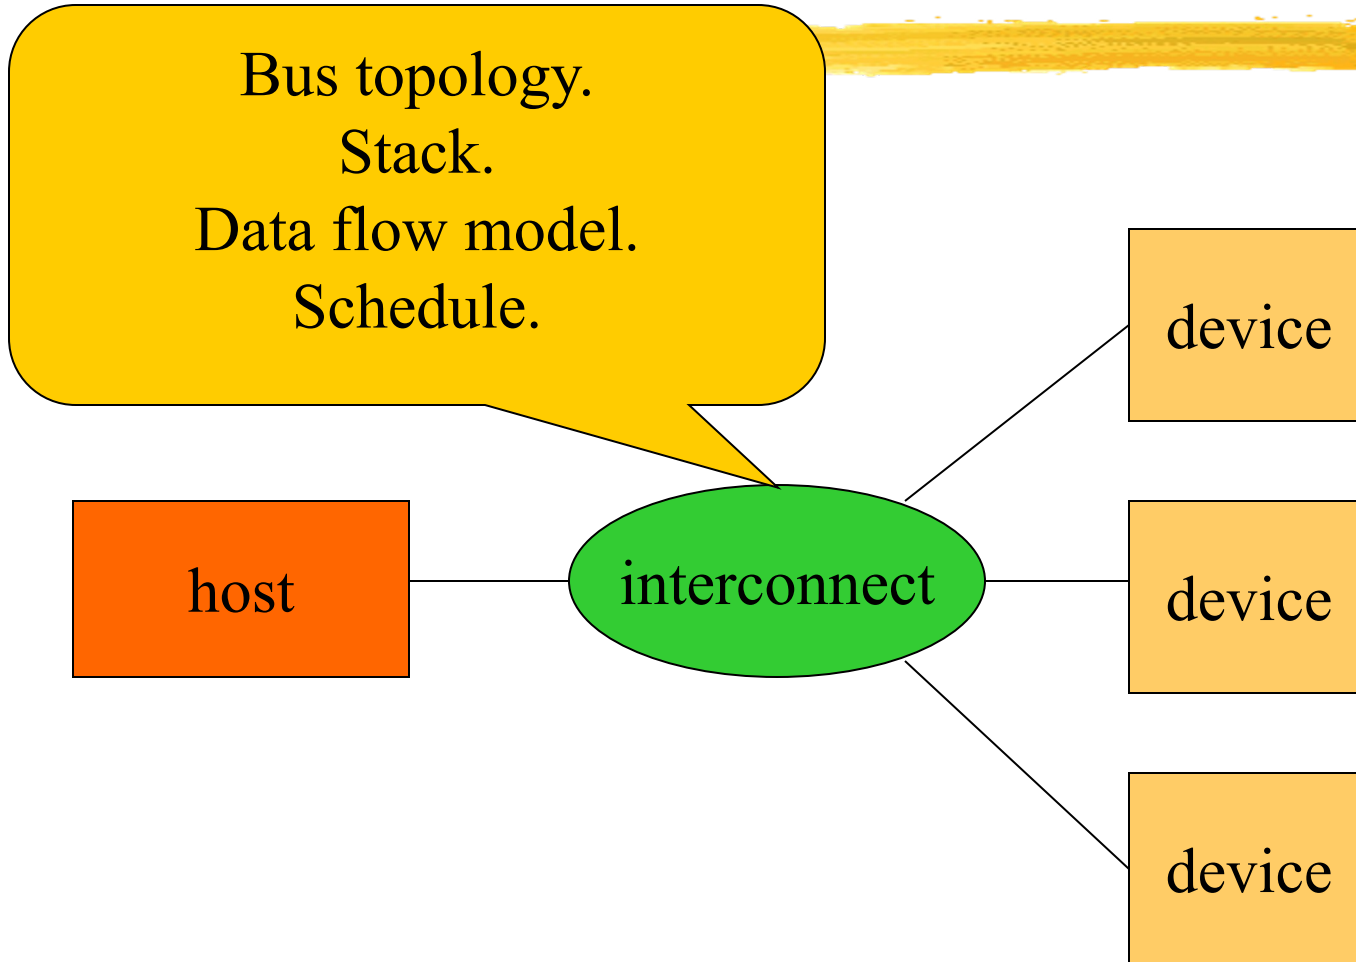 Bus topology.
Stack.
Data flow model.
Schedule.
device
host
interconnect
device
device